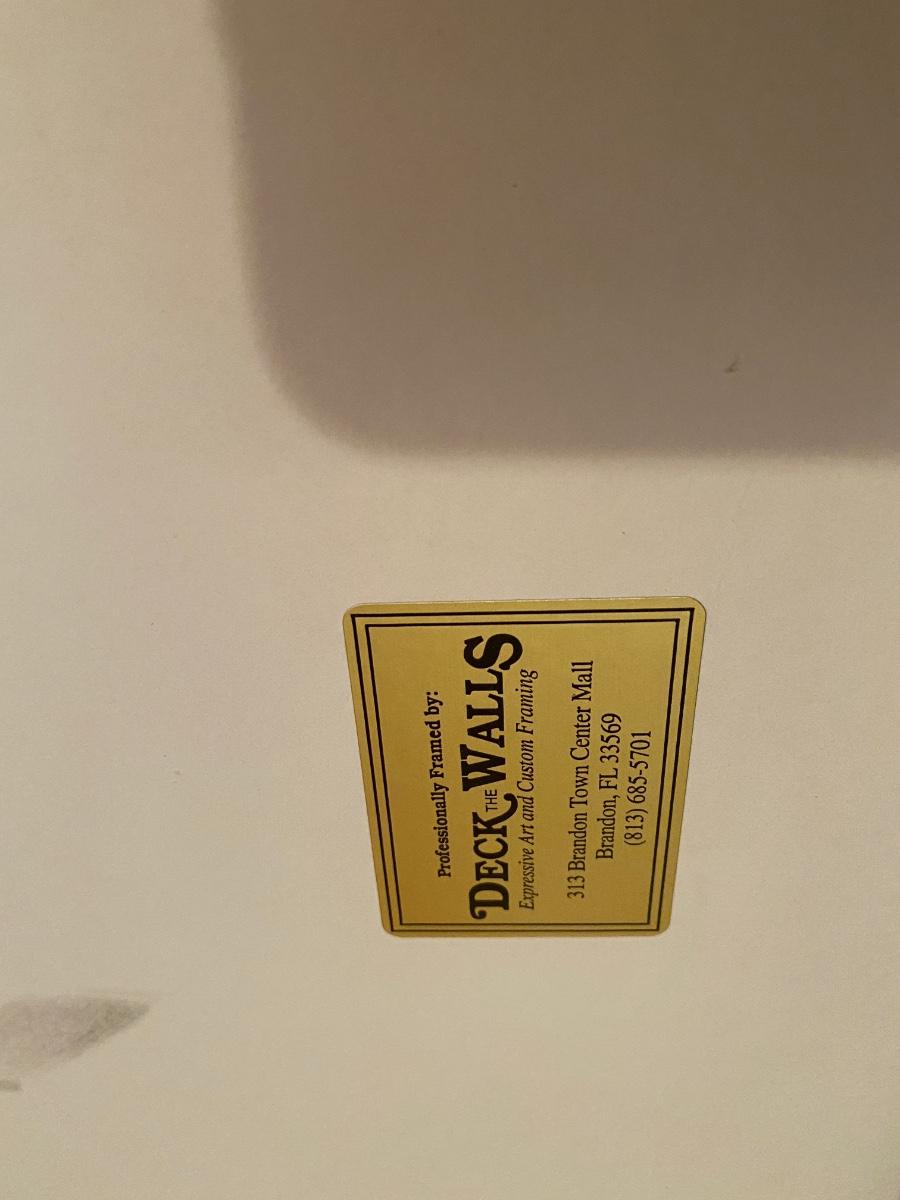 Professionally Framed by:
DECK THE WALLS
Expressive Art and Custom Framing
313 Brandon Town Center Mall
Brandon, FL 33569
(813) 685-5701